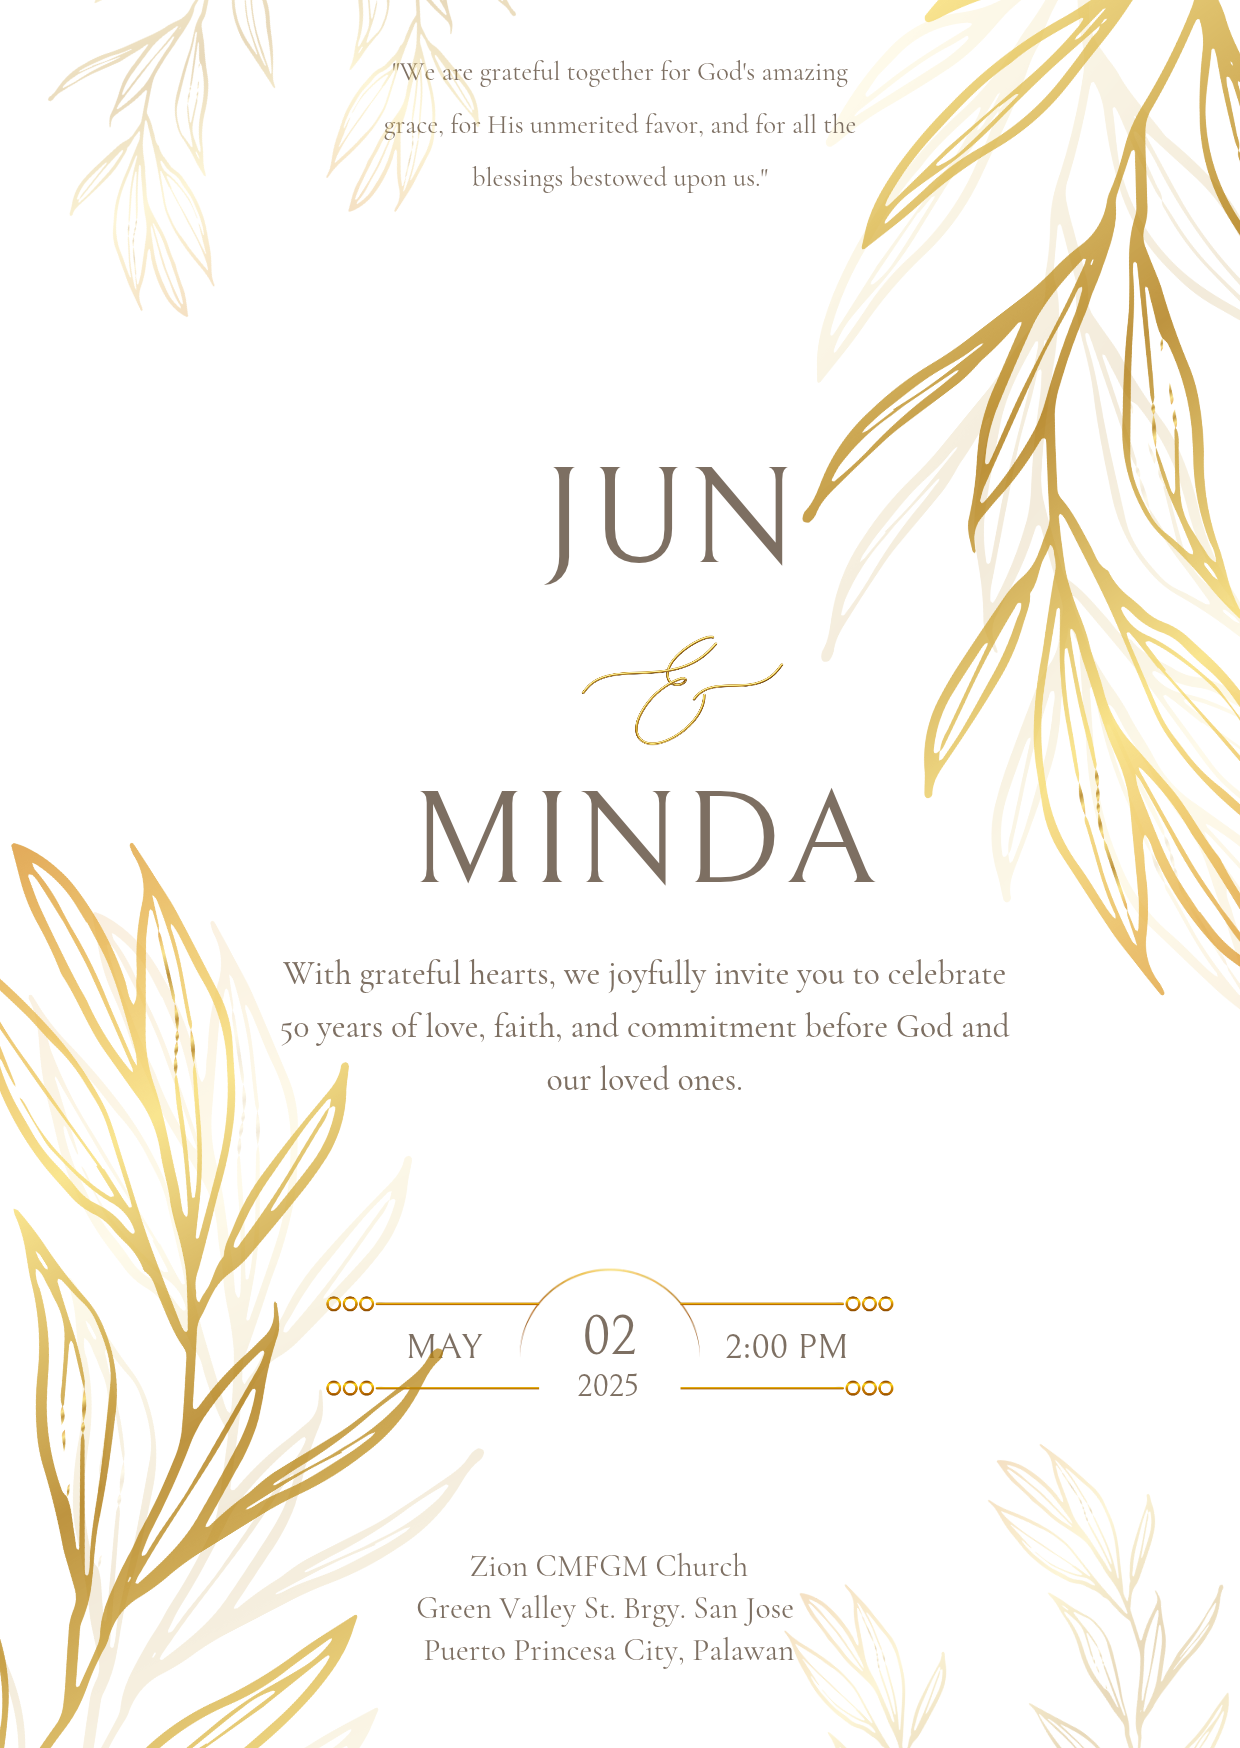 "We are grateful together for God's amazing
grace, for His unmerited favor, and for all the
blessings bestowed upon us."
JUN
&
MINDA
With grateful hearts, we joyfully invite you to celebrate
50 years of love, faith, and commitment before God and
our loved ones.
MAY
02
2:00 PM
2025
Zion CMFGM Church
Green Valley St. Brgy. San Jose
Puerto Princesa City, Palawan